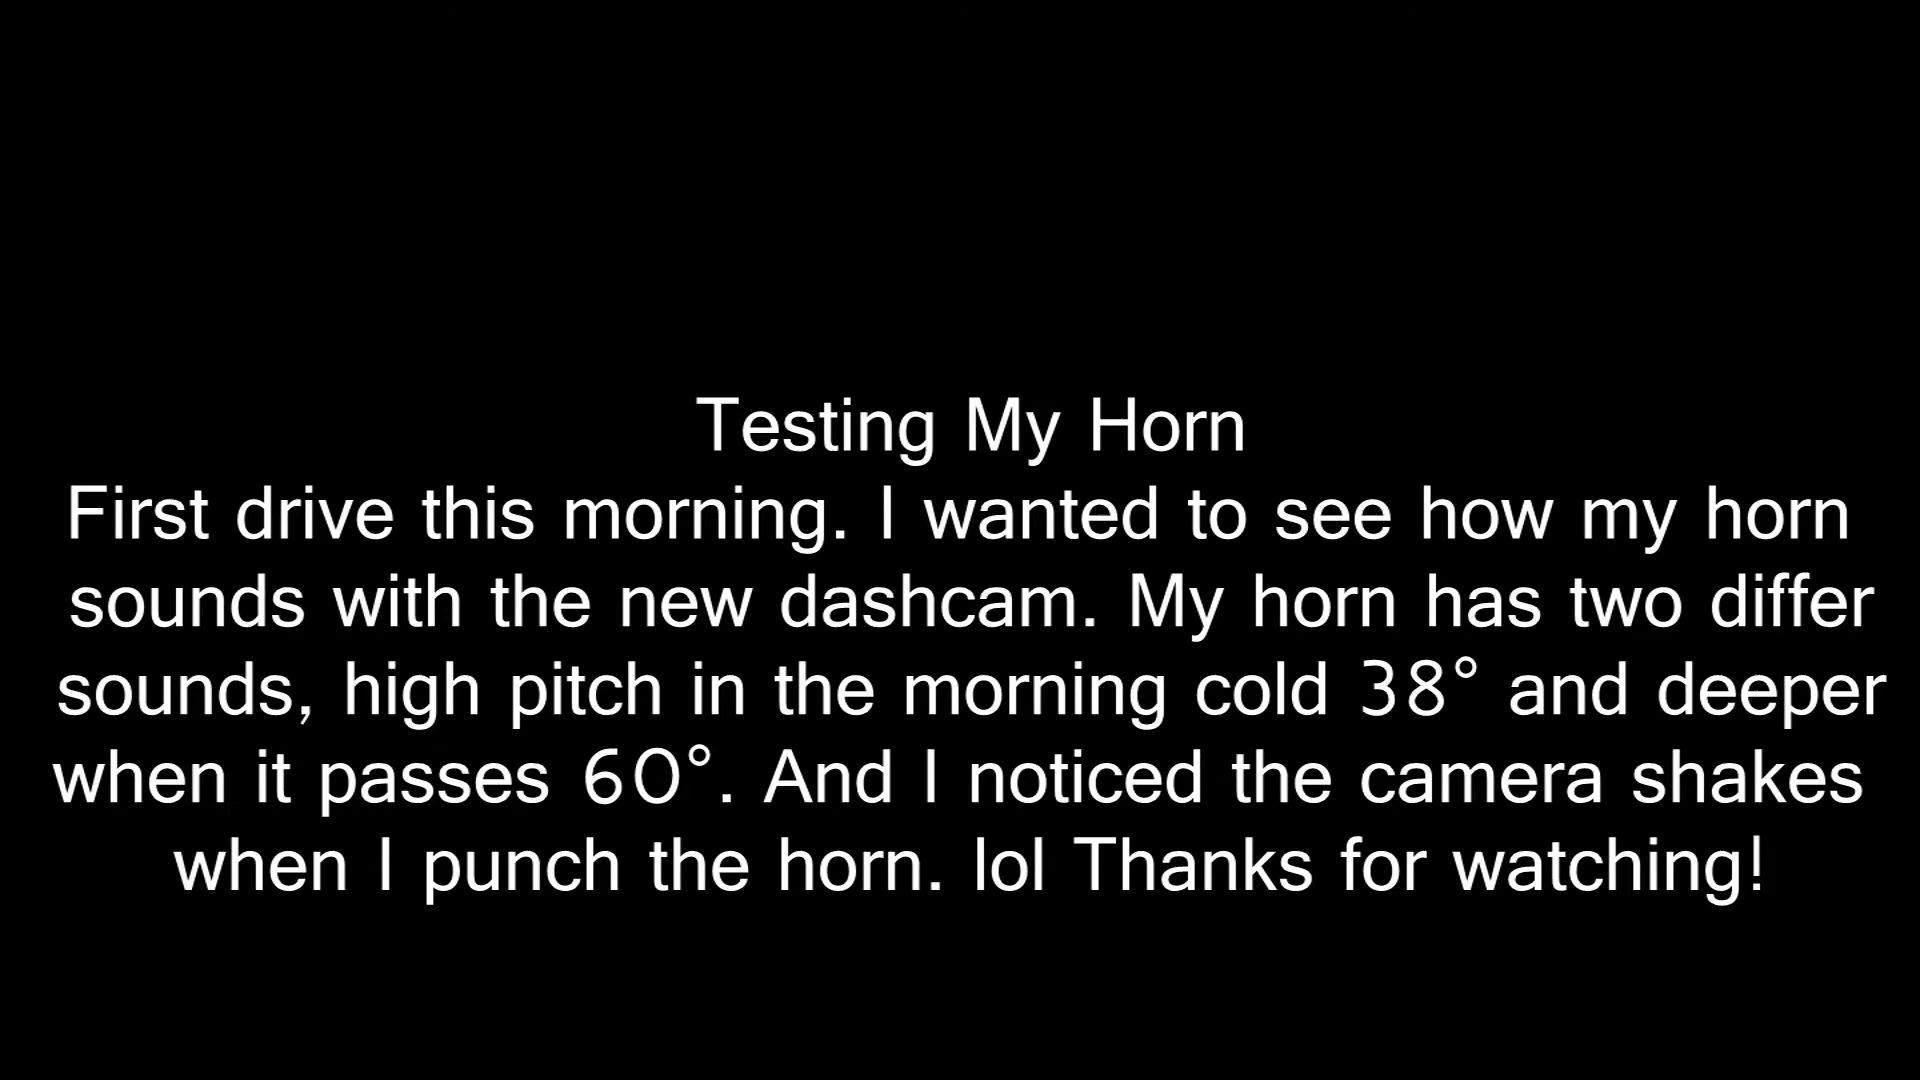 Testing My Horn
First drive this morning. I wanted to see how my horn
sounds with the new dashcam. My horn has two differ
sounds, high pitch in the morning cold 38° and deeper
when it passes 60°. And I noticed the camera shakes
when I punch the horn. lol Thanks for watching!